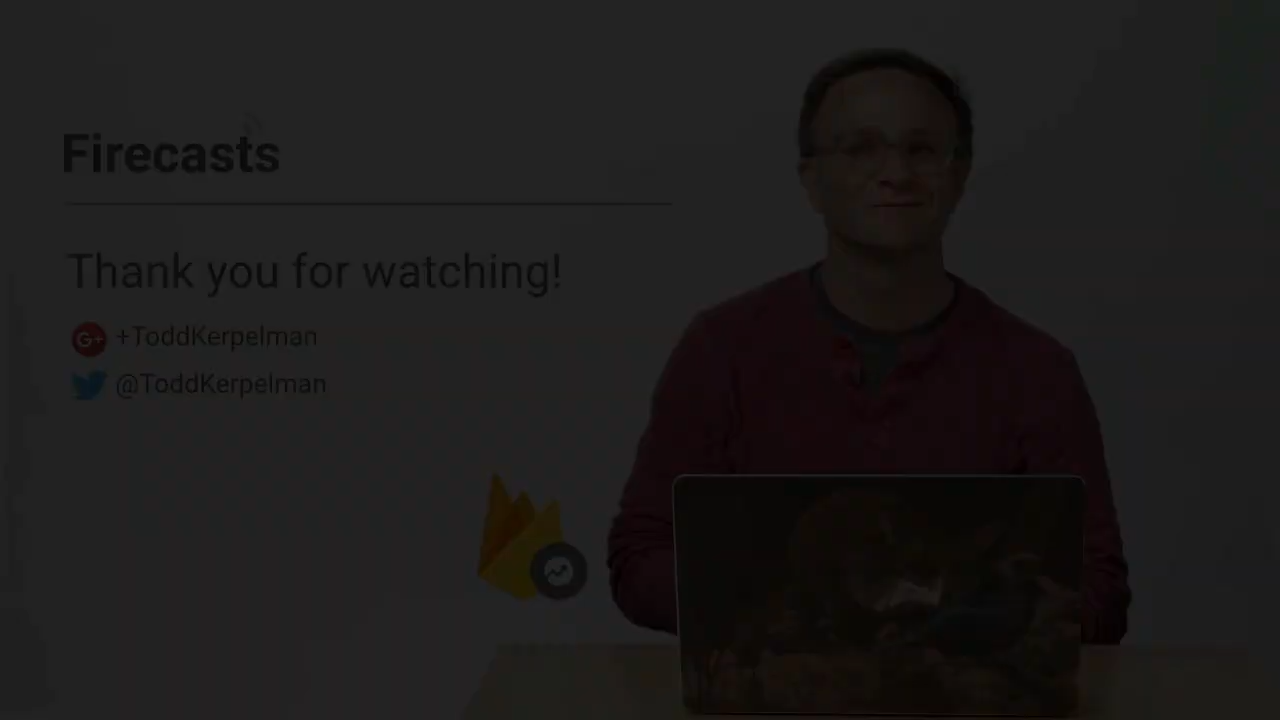 Firecasts
Thank you for watching!
G+ +ToddKerpelman
@ToddKerpelman